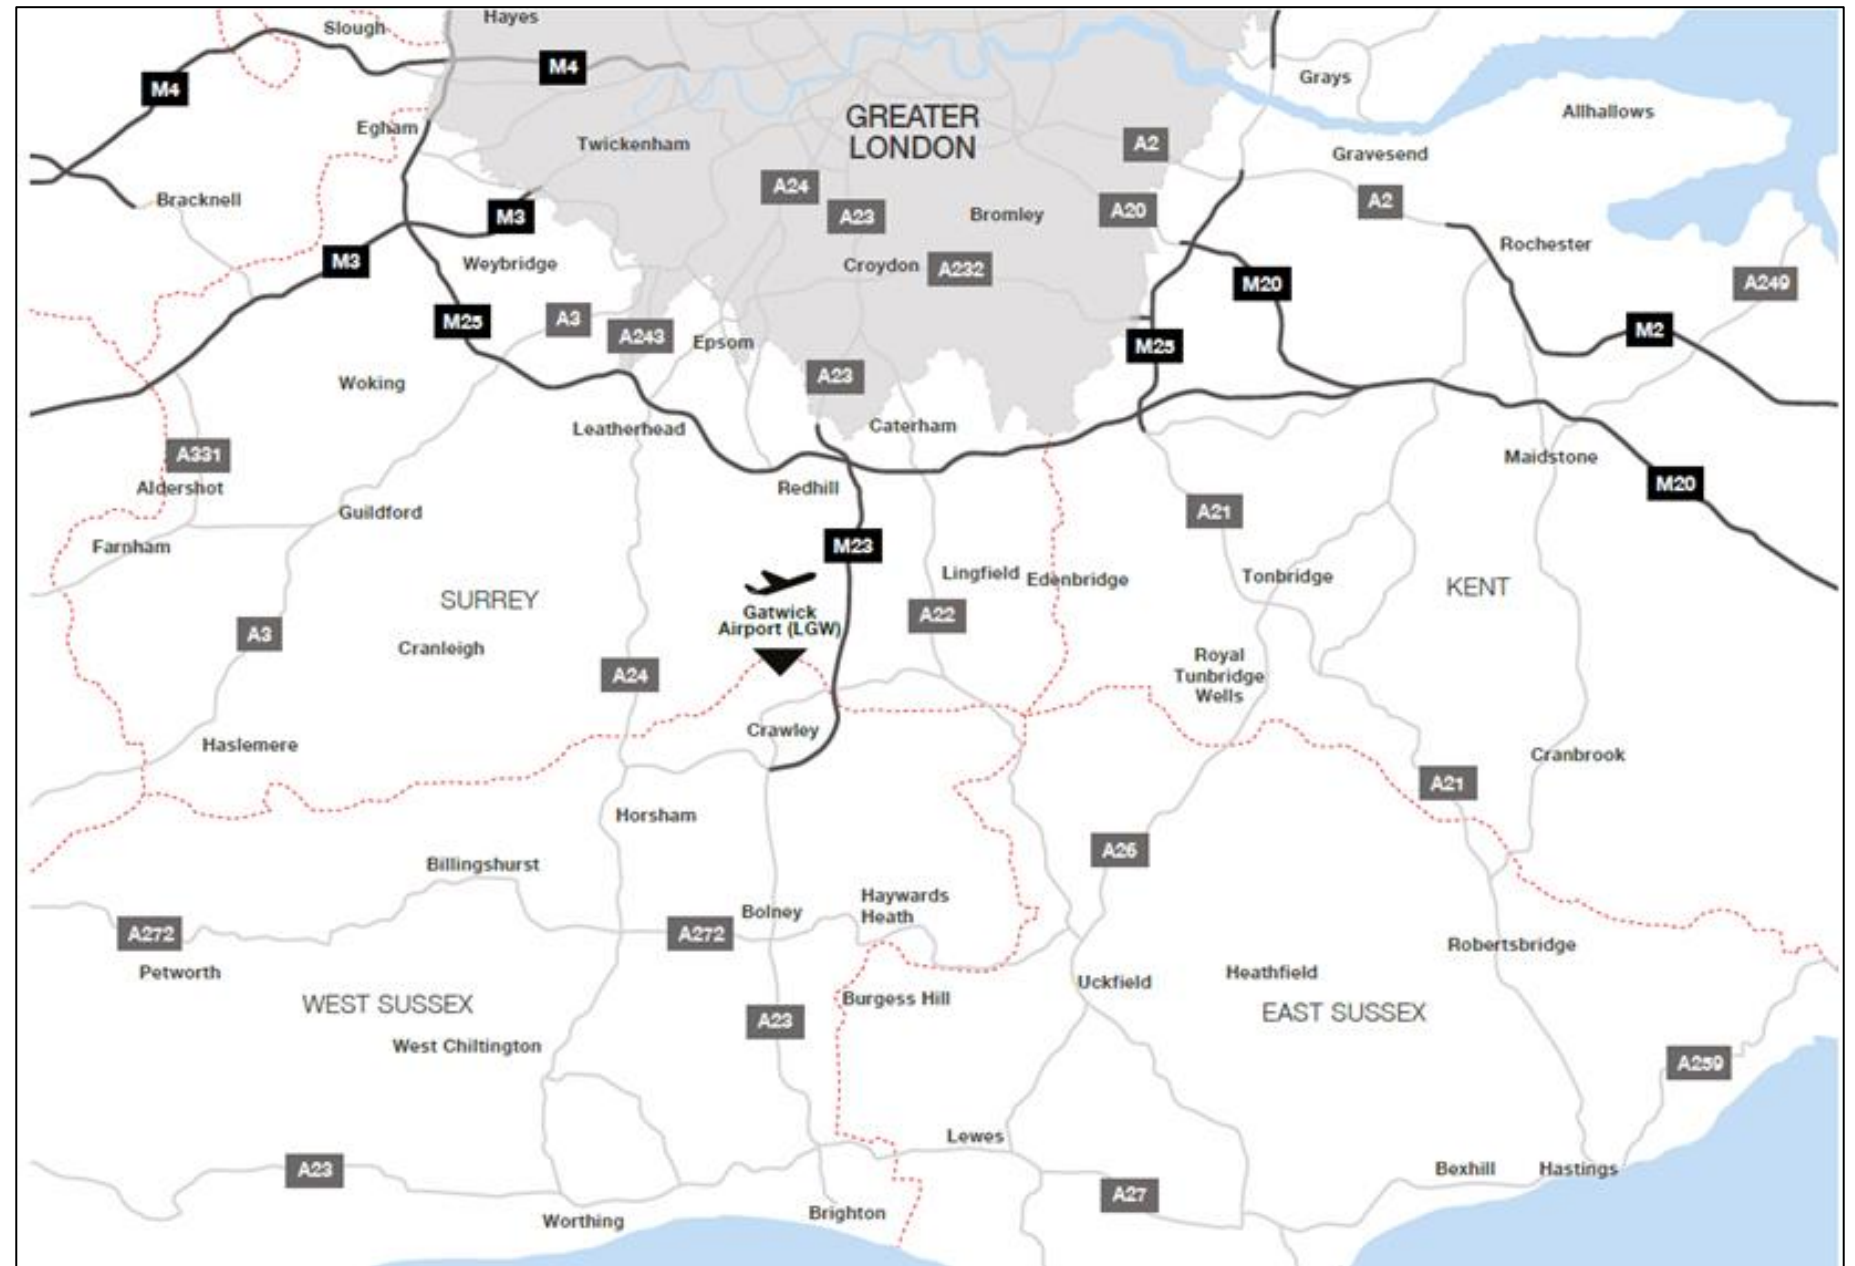 Hayes
Slough
M4
M4
Grays
Allhallows
GREATER
LONDON
Egham
Twickenham
A2
Gravesend
A24
Bracknell
M3
A23
Bromley
A20
A2
Rochester
M3
Weybridge
Croydon
A232
M20
A249
M25
A3
A243
Epsom
M25
M2
Woking
A23
Leatherhead
Caterham
A331
Maidstone
Aldershot
Redhill
M20
Guildford
A21
Farnham
M23
Lingfield
Edenbridge
Tonbridge
KENT
SURREY
Gatwick
Airport (LGW)
A22
A3
Cranleigh
A24
Royal
Tunbridge
Wells
Haslemere
Crawley
Cranbrook
A21
Horsham
Billingshurst
A26
Haywards
Heath
Bolney
A272
A272
Robertsbridge
Petworth
Uckfield
Heathfield
WEST SUSSEX
Burgess Hill
EAST SUSSEX
A23
West Chiltington
A259
Lewes
A23
Bexhill
Hastings
A27
Worthing
Brighton